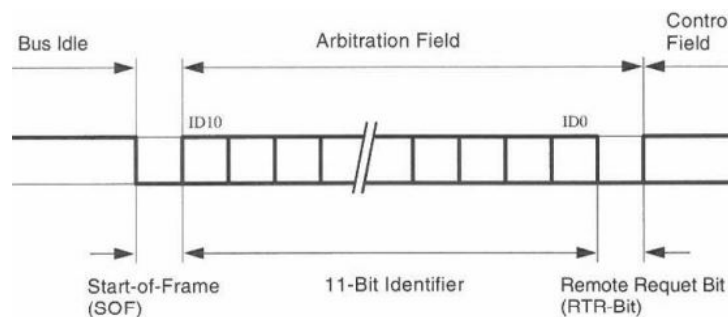 Bus Idle
Arbitration Field
Contro
Field
ID10
ID0
Start-of-Frame
(SOF)
11-Bit Identifier
Remote Requet Bit
(RTR-Bit)